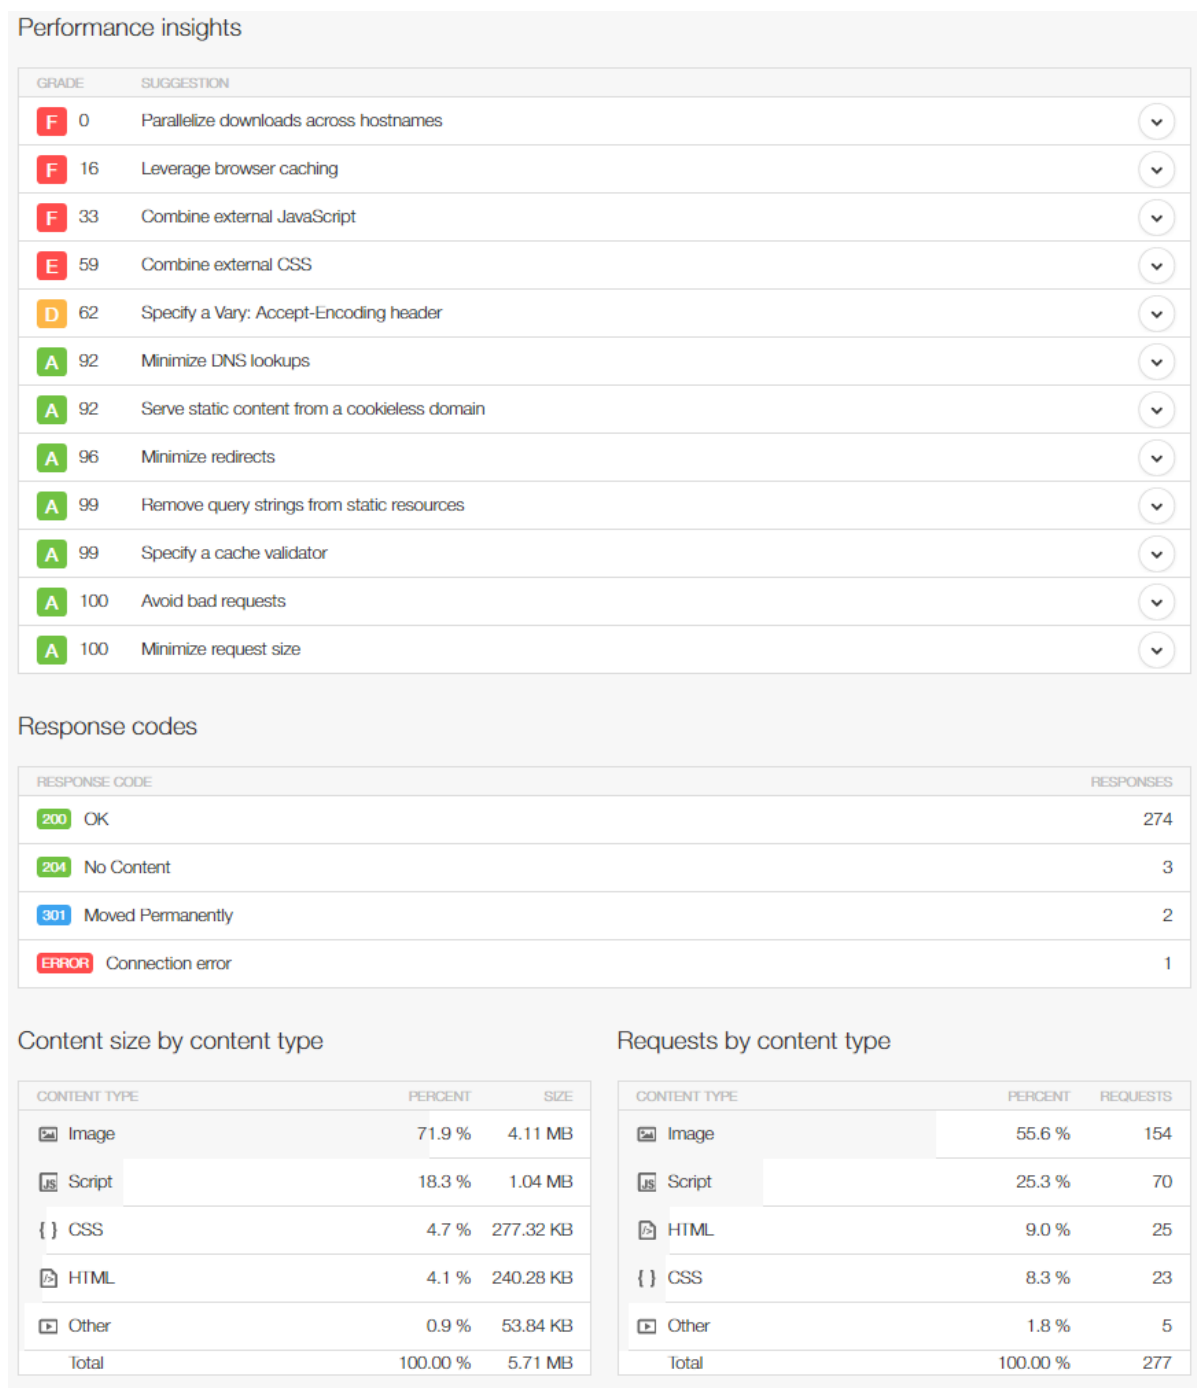 Performance insights
GRADE SUGGESTION
F 0 Parallelize downloads across hostnames
F 16 Leverage browser caching
F 33 Combine external JavaScript
E 59 Combine external CSS
D 62 Specify a Vary: Accept-Encoding header
A 92 Minimize DNS lookups
A 92 Serve static content from a cookieless domain
A 96 Minimize redirects
A 99 Remove query strings from static resources
A 99 Specify a cache validator
A 100 Avoid bad requests
A 100 Minimize request size
Response codes
RESPONSE CODE RESPONSES
200 OK 274
204 No Content 3
301 Moved Permanently 2
ERROR Connection error 1
Content size by content type
CONTENT TYPE PERCENT SIZE
Image 71.9 % 4.11 MB
JS Script 18.3 % 1.04 MB
{ } CSS 4.7 % 277.32 KB
HTML 4.1 % 240.28 KB
Other 0.9 % 53.84 KB
Total 100.00 % 5.71 MB
Requests by content type
CONTENT TYPE PERCENT REQUESTS
Image 55.6 % 154
JS Script 25.3 % 70
HTML 9.0 % 25
{ } CSS 8.3 % 23
Other 1.8 % 5
Total 100.00 % 277